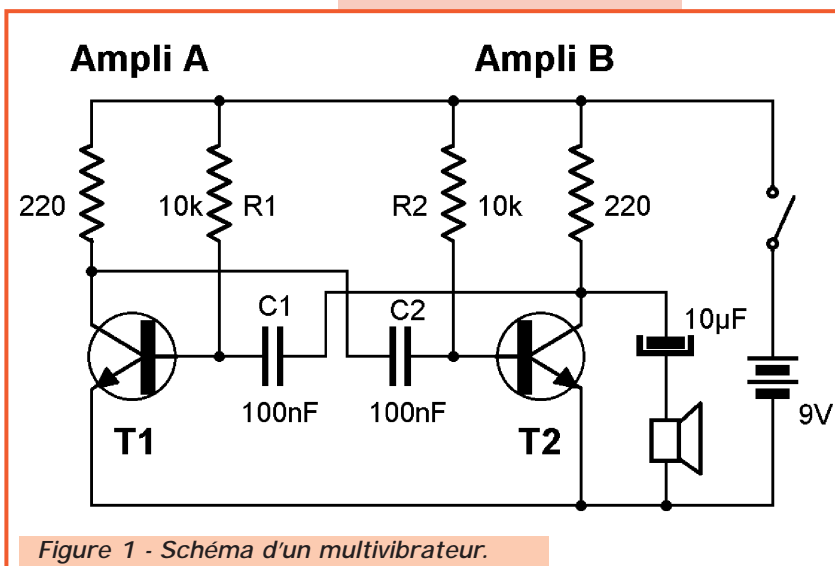 Ampli A Ampli B
220 10k R1 R2 10k 220
C1 C2 10µF
100nF 100nF 9V
T1 T2
Figure 1 - Schéma d'un multivibrateur.